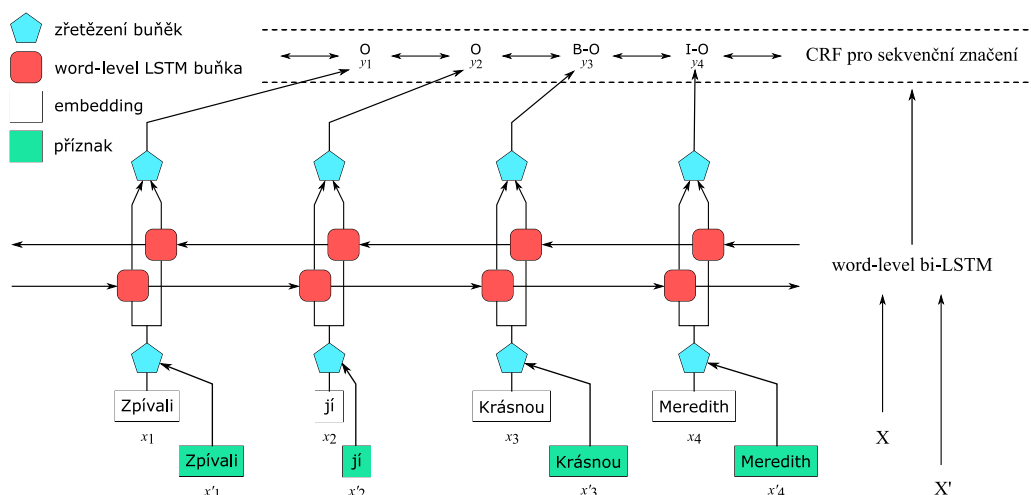 zřetězení buňěk
word-level LSTM buňka
embedding
příznak
O O B-O I-O
y1 y2 y3 y4
CRF pro sekvenční značení
word-level bi-LSTM
Zpívali jí Krásnou Meredith
x1 x2 x3 x4
X
Zpívali jí Krásnou Meredith
x'1 x'2 x'3 x'4
X'